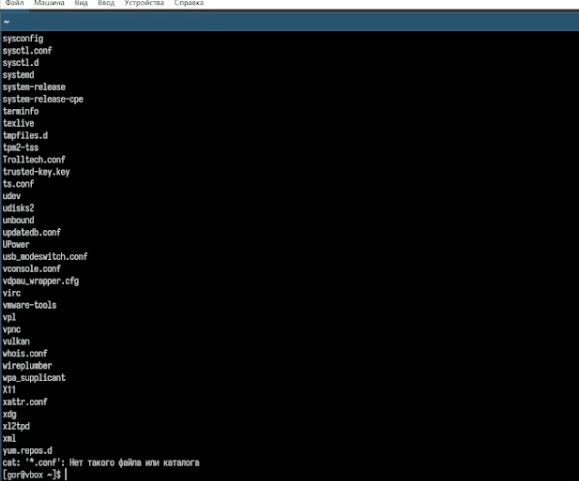 Файл Машина Вид Ввод Устройства Справка
~
sysconfig
sysctl.conf
sysctl.d
systemd
system-release
system-release-cpe
terminfo
texlive
tmpfiles.d
tpm2-tss
Trolltech.conf
trusted-key.key
ts.conf
udev
udisks2
unbound
updatedb.conf
UPower
usb_modeswitch.conf
vconsole.conf
vdpau_wrapper.cfg
virc
vmware-tools
vpl
vpnc
vulkan
whois.conf
wireplumber
wpa_supplicant
X11
xattr.conf
xdg
xl2tpd
xml
yum.repos.d
cat: '*.conf': Нет такого файла или каталога
[gor@vbox ~]$